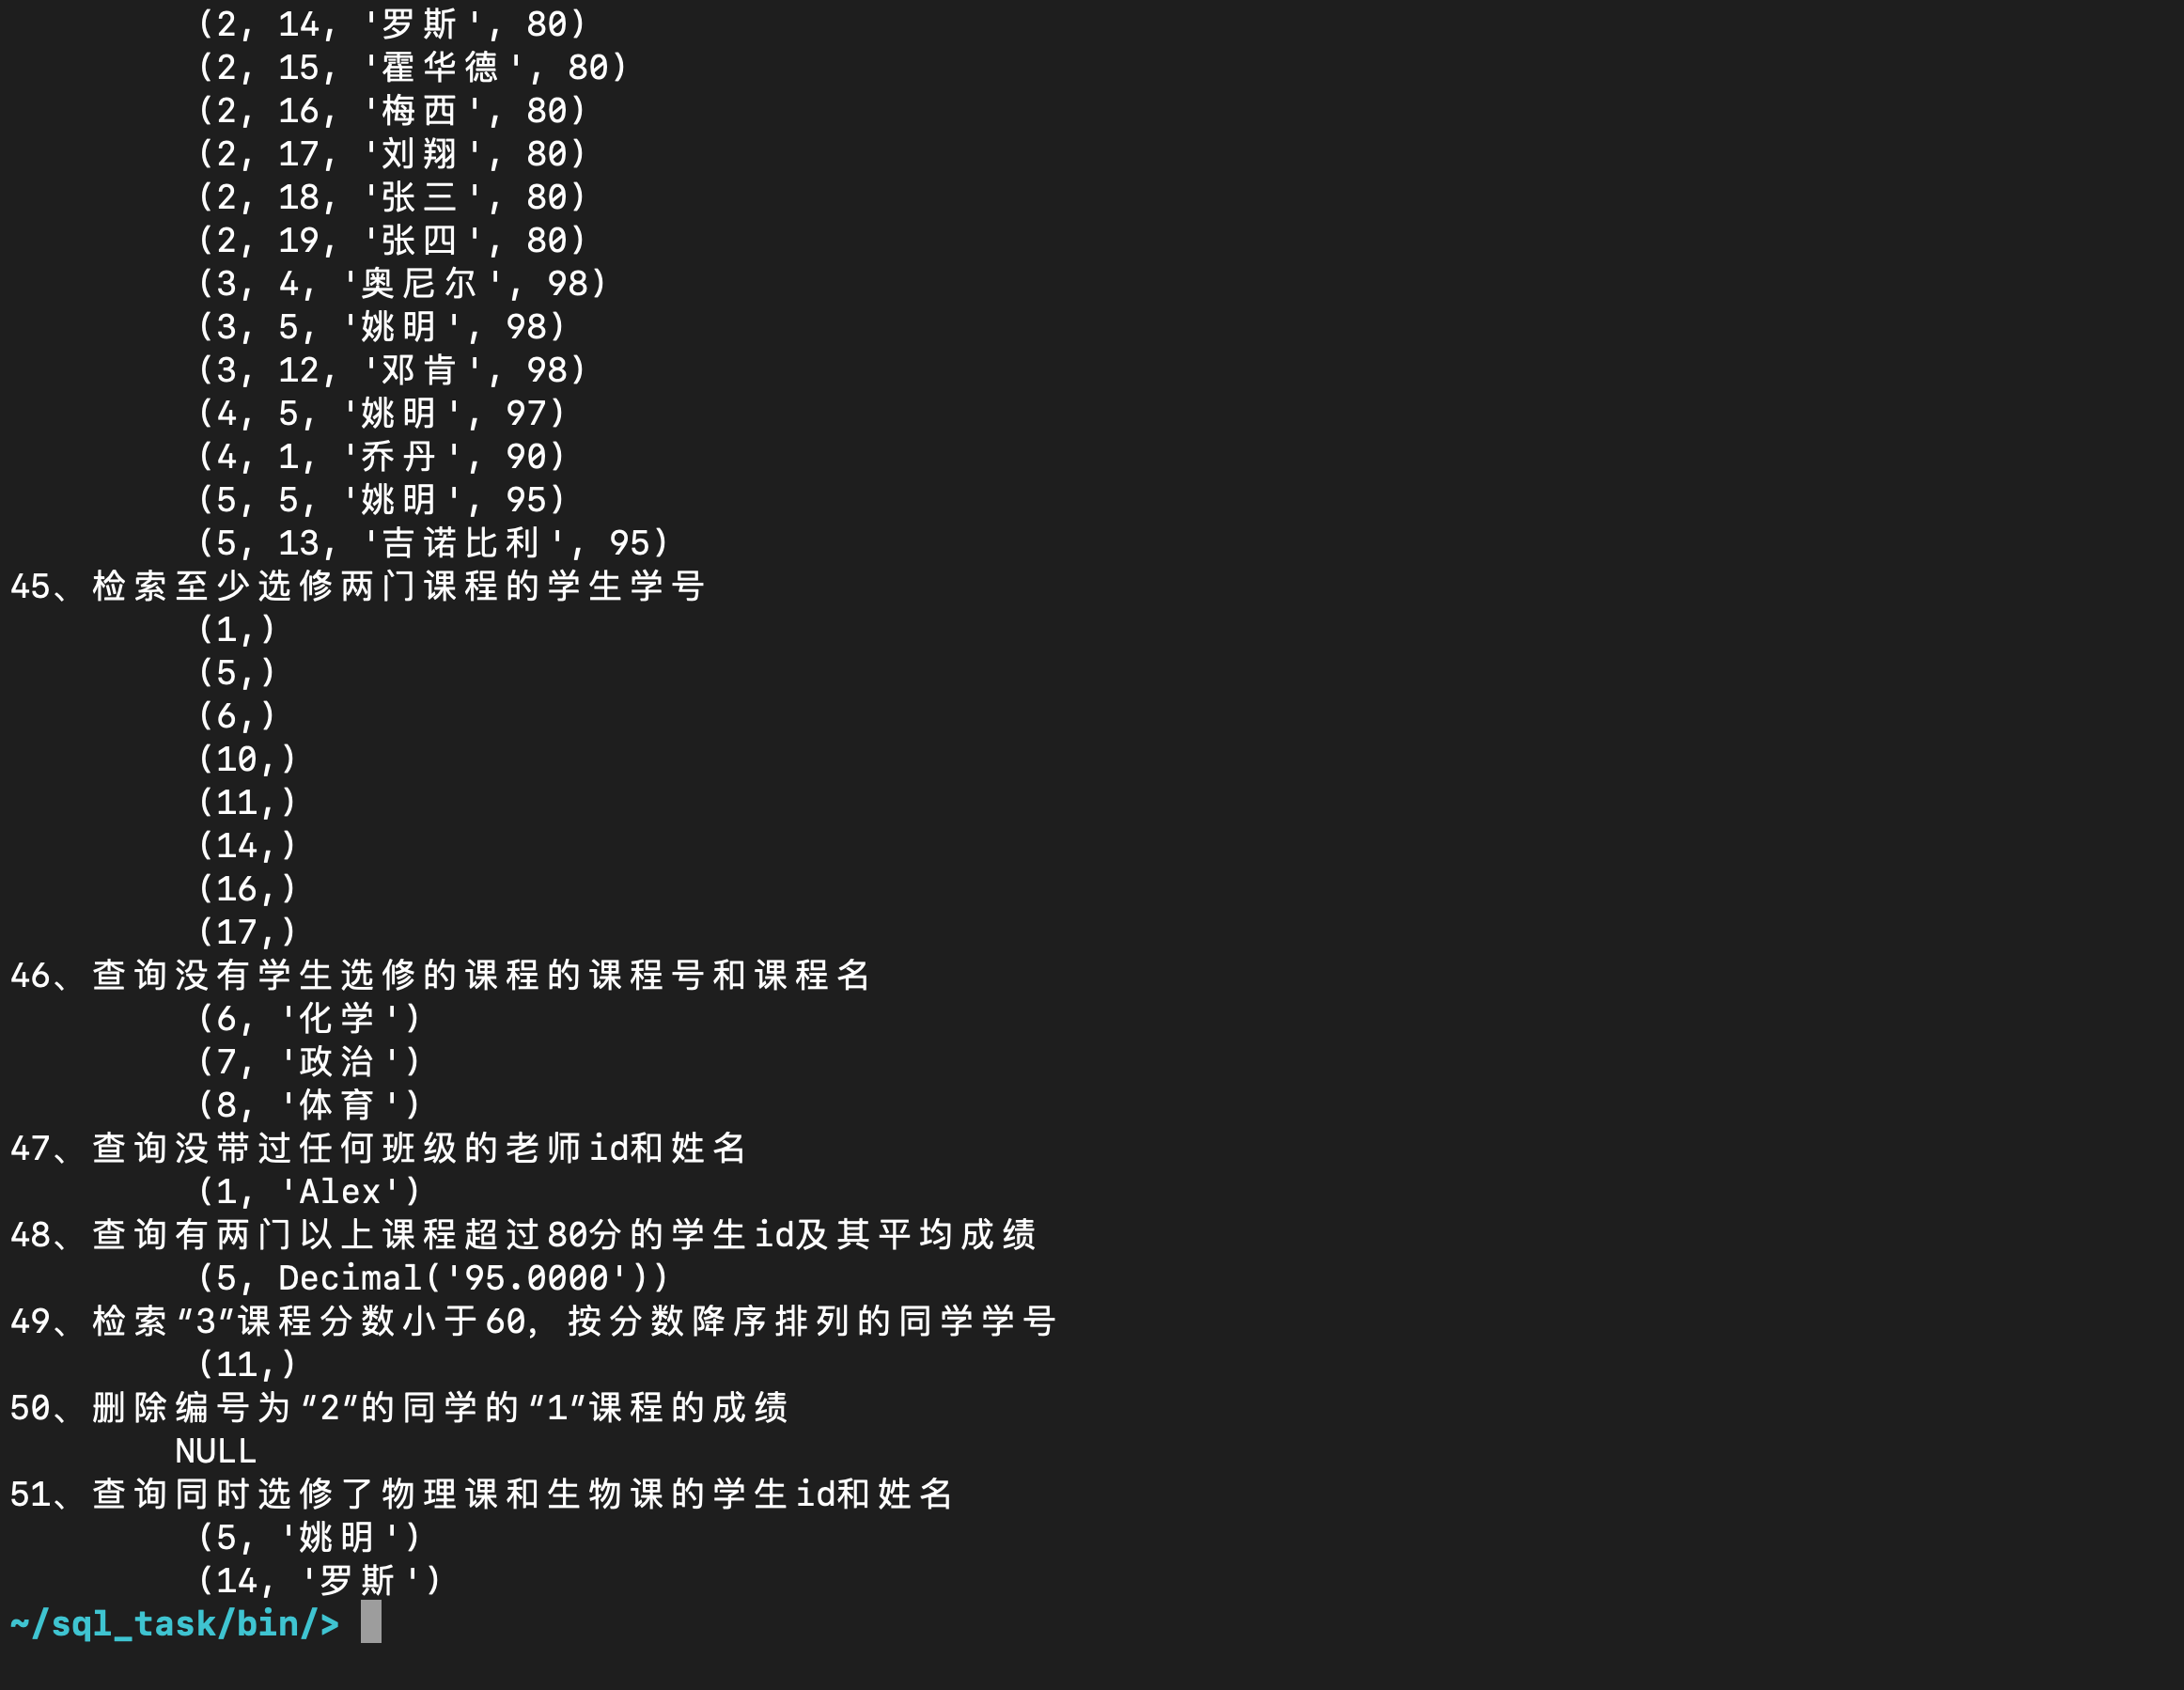 (2, 14, '罗斯', 80)
(2, 15, '霍华德', 80)
(2, 16, '梅西', 80)
(2, 17, '刘翔', 80)
(2, 18, '张三', 80)
(2, 19, '张四', 80)
(3, 4, '奥尼尔', 98)
(3, 5, '姚明', 98)
(3, 12, '邓肯', 98)
(4, 5, '姚明', 97)
(4, 1, '乔丹', 90)
(5, 5, '姚明', 95)
(5, 13, '吉诺比利', 95)
45、检索至少选修两门课程的学生学号
(1,)
(5,)
(6,)
(10,)
(11,)
(14,)
(16,)
(17,)
46、查询没有学生选修的课程的课程号和课程名
(6, '化学')
(7, '政治')
(8, '体育')
47、查询没带过任何班级的老师id和姓名
(1, 'Alex')
48、查询有两门以上课程超过80分的学生id及其平均成绩
(5, Decimal('95.0000'))
49、检索“3”课程分数小于60，按分数降序排列的同学学号
(11,)
50、删除编号为“2”的同学的“1”课程的成绩
NULL
51、查询同时选修了物理课和生物课的学生id和姓名
(5, '姚明')
(14, '罗斯')
~/sql_task/bin/>